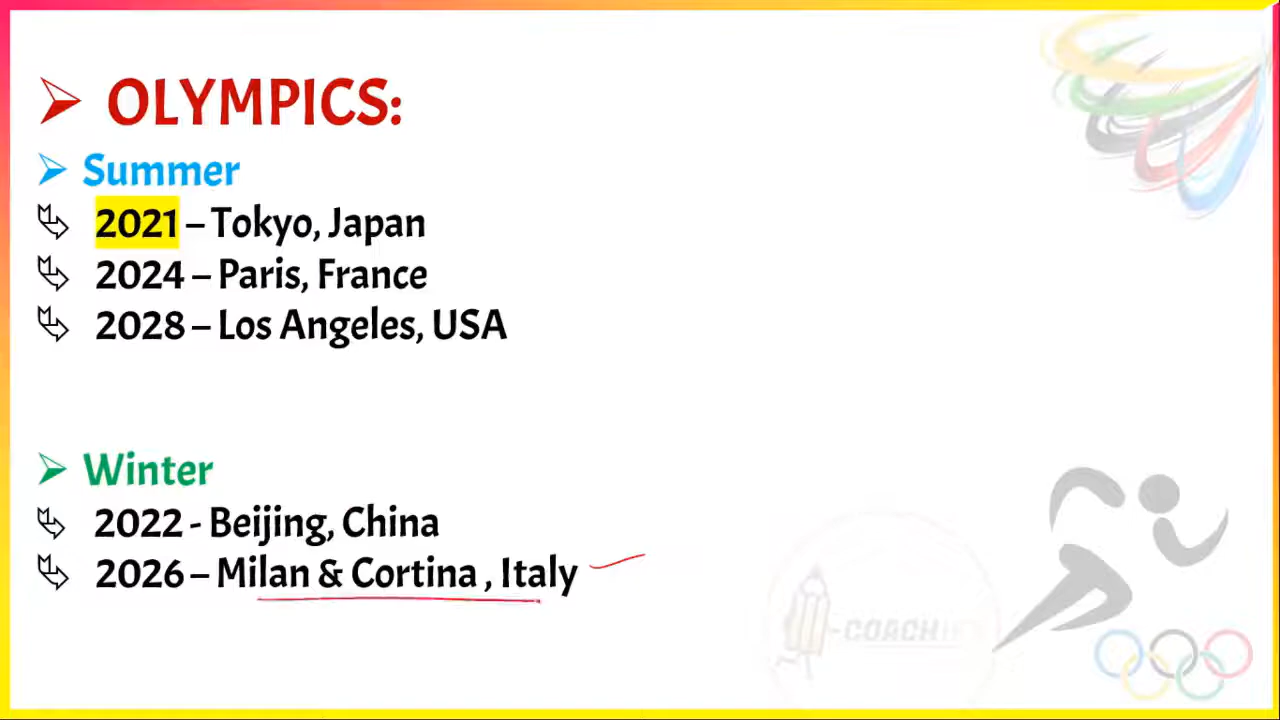 OLYMPICS:
Summer
2021 – Tokyo, Japan
2024 – Paris, France
2028 – Los Angeles, USA
Winter
2022 - Beijing, China
2026 – Milan & Cortina , Italy